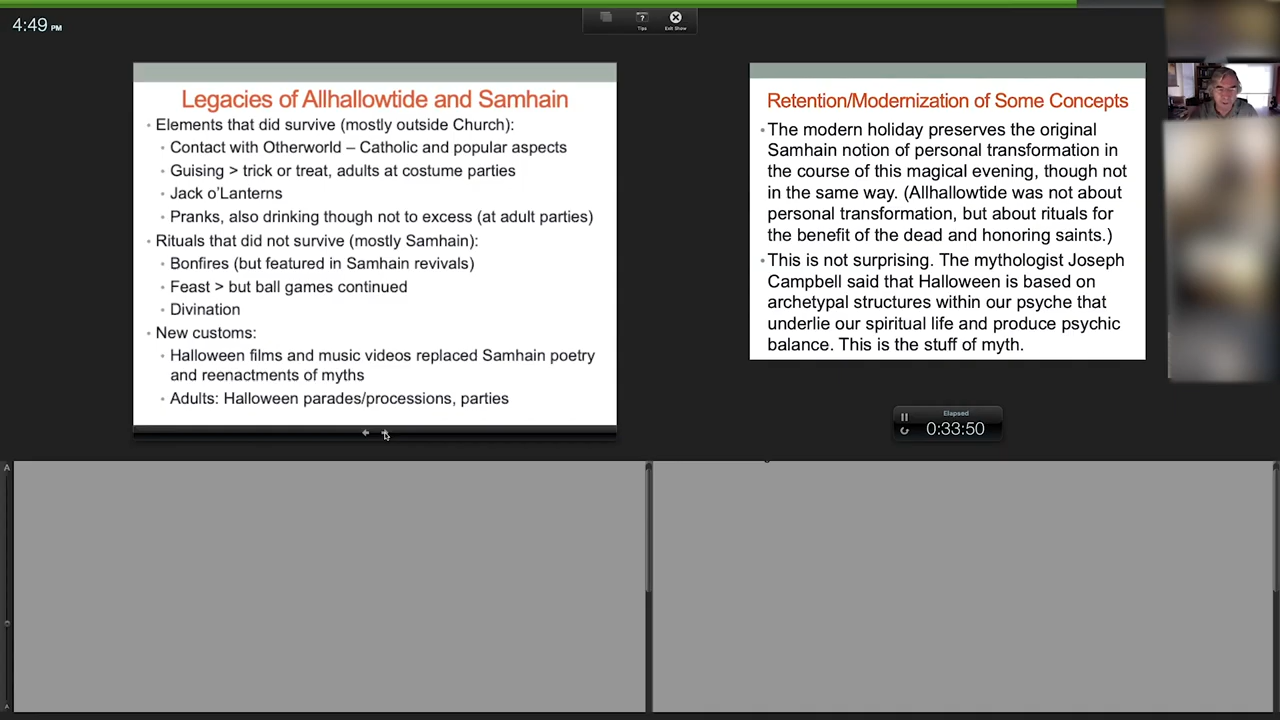 4:49 PM
Tips
Exit Show
Legacies of Allhallowtide and Samhain
• Elements that did survive (mostly outside Church):
• Contact with Otherworld – Catholic and popular aspects
• Guising > trick or treat, adults at costume parties
• Jack o’Lanterns
• Pranks, also drinking though not to excess (at adult parties)
• Rituals that did not survive (mostly Samhain):
• Bonfires (but featured in Samhain revivals)
• Feast > but ball games continued
• Divination
• New customs:
• Halloween films and music videos replaced Samhain poetry
and reenactments of myths
• Adults: Halloween parades/processions, parties
Retention/Modernization of Some Concepts
• The modern holiday preserves the original
Samhain notion of personal transformation in
the course of this magical evening, though not
in the same way. (Allhallowtide was not about
personal transformation, but about rituals for
the benefit of the dead and honoring saints.)
• This is not surprising. The mythologist Joseph
Campbell said that Halloween is based on
archetypal structures within our psyche that
underlie our spiritual life and produce psychic
balance. This is the stuff of myth.
Elapsed
0:33:50
A
A